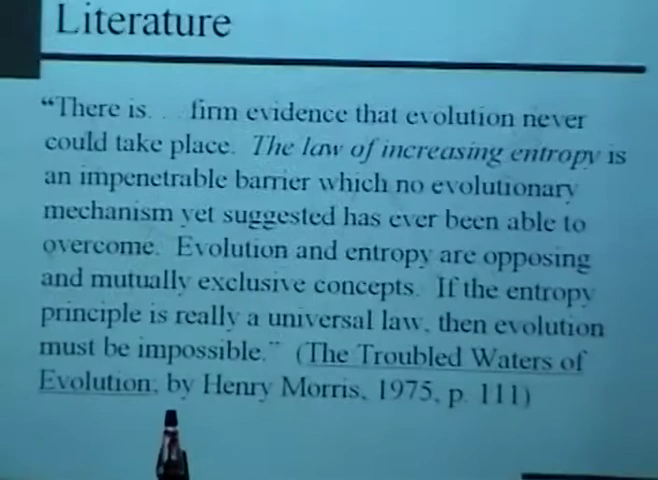 Literature
“There is. . . firm evidence that evolution never
could take place. The law of increasing entropy is
an impenetrable barrier which no evolutionary
mechanism yet suggested has ever been able to
overcome. Evolution and entropy are opposing
and mutually exclusive concepts. If the entropy
principle is really a universal law, then evolution
must be impossible.” (The Troubled Waters of
Evolution, by Henry Morris, 1975, p. 111)